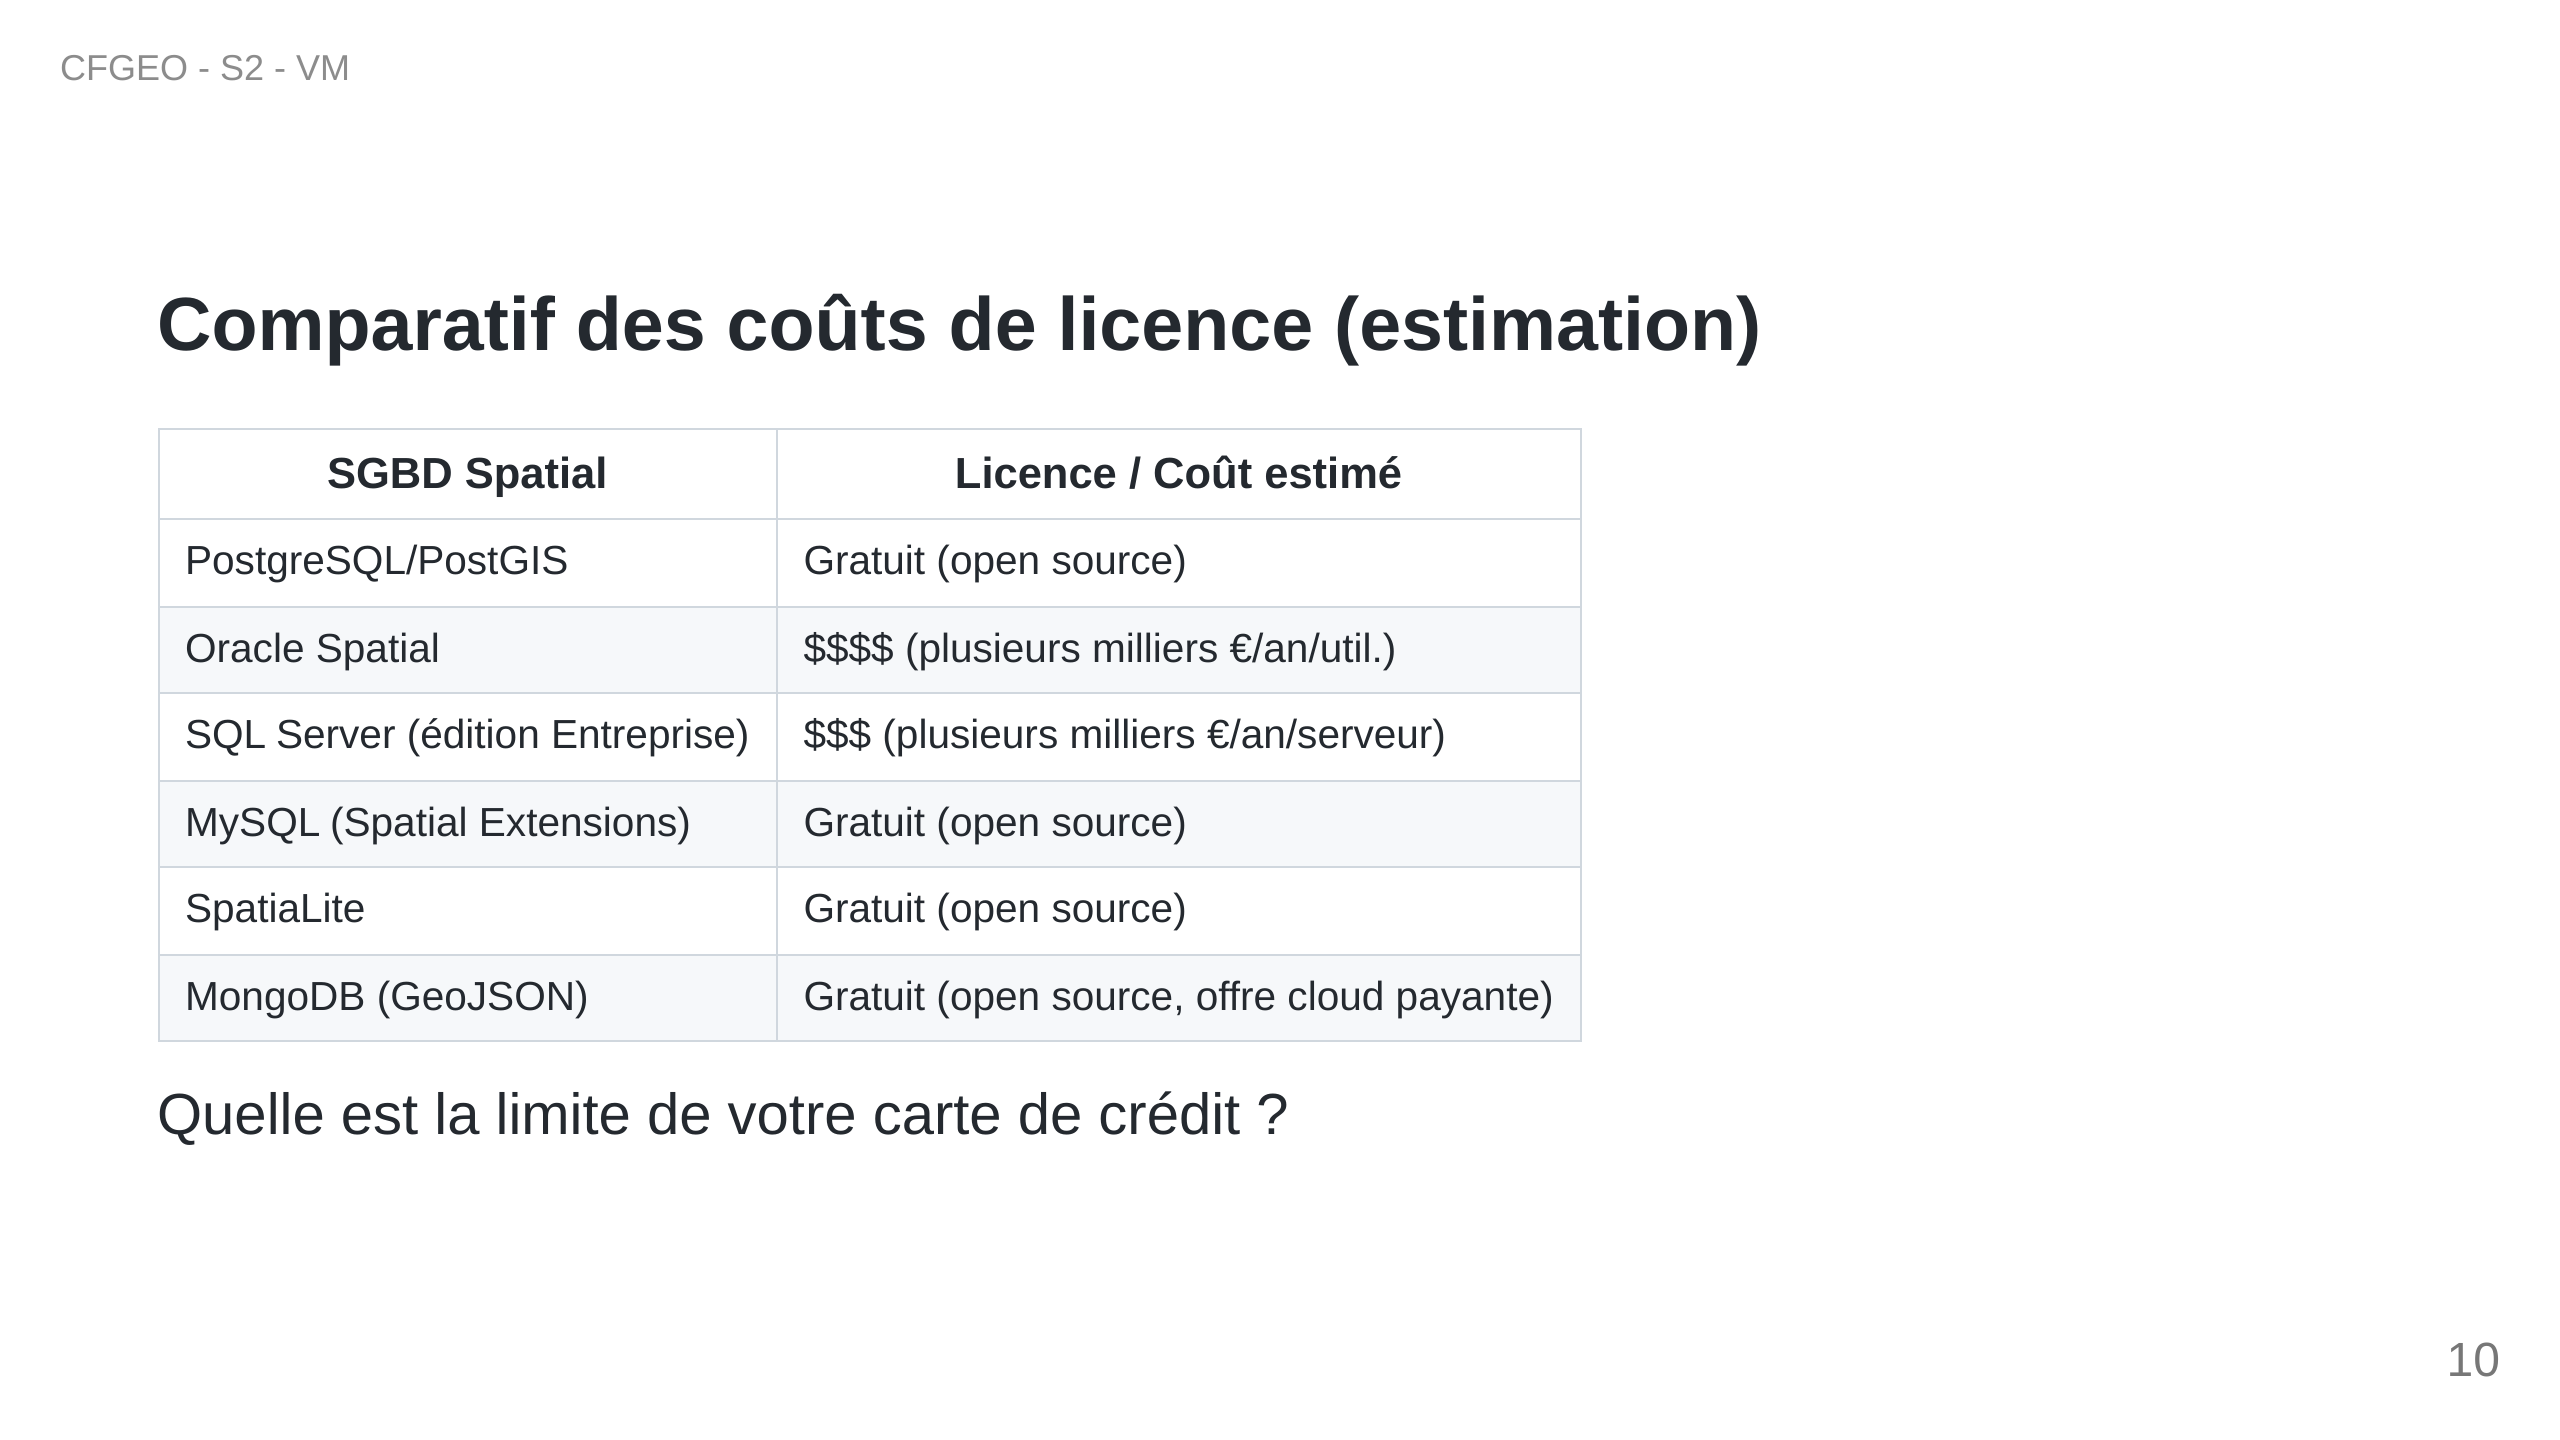 CFGEO - S2 - VM
Comparatif des coûts de licence (estimation)
SGBD Spatial Licence / Coût estimé
PostgreSQL/PostGIS Gratuit (open source)
Oracle Spatial $$$$ (plusieurs milliers €/an/util.)
SQL Server (édition Entreprise) $$$ (plusieurs milliers €/an/serveur)
MySQL (Spatial Extensions) Gratuit (open source)
SpatiaLite Gratuit (open source)
MongoDB (GeoJSON) Gratuit (open source, offre cloud payante)
Quelle est la limite de votre carte de crédit ?
10